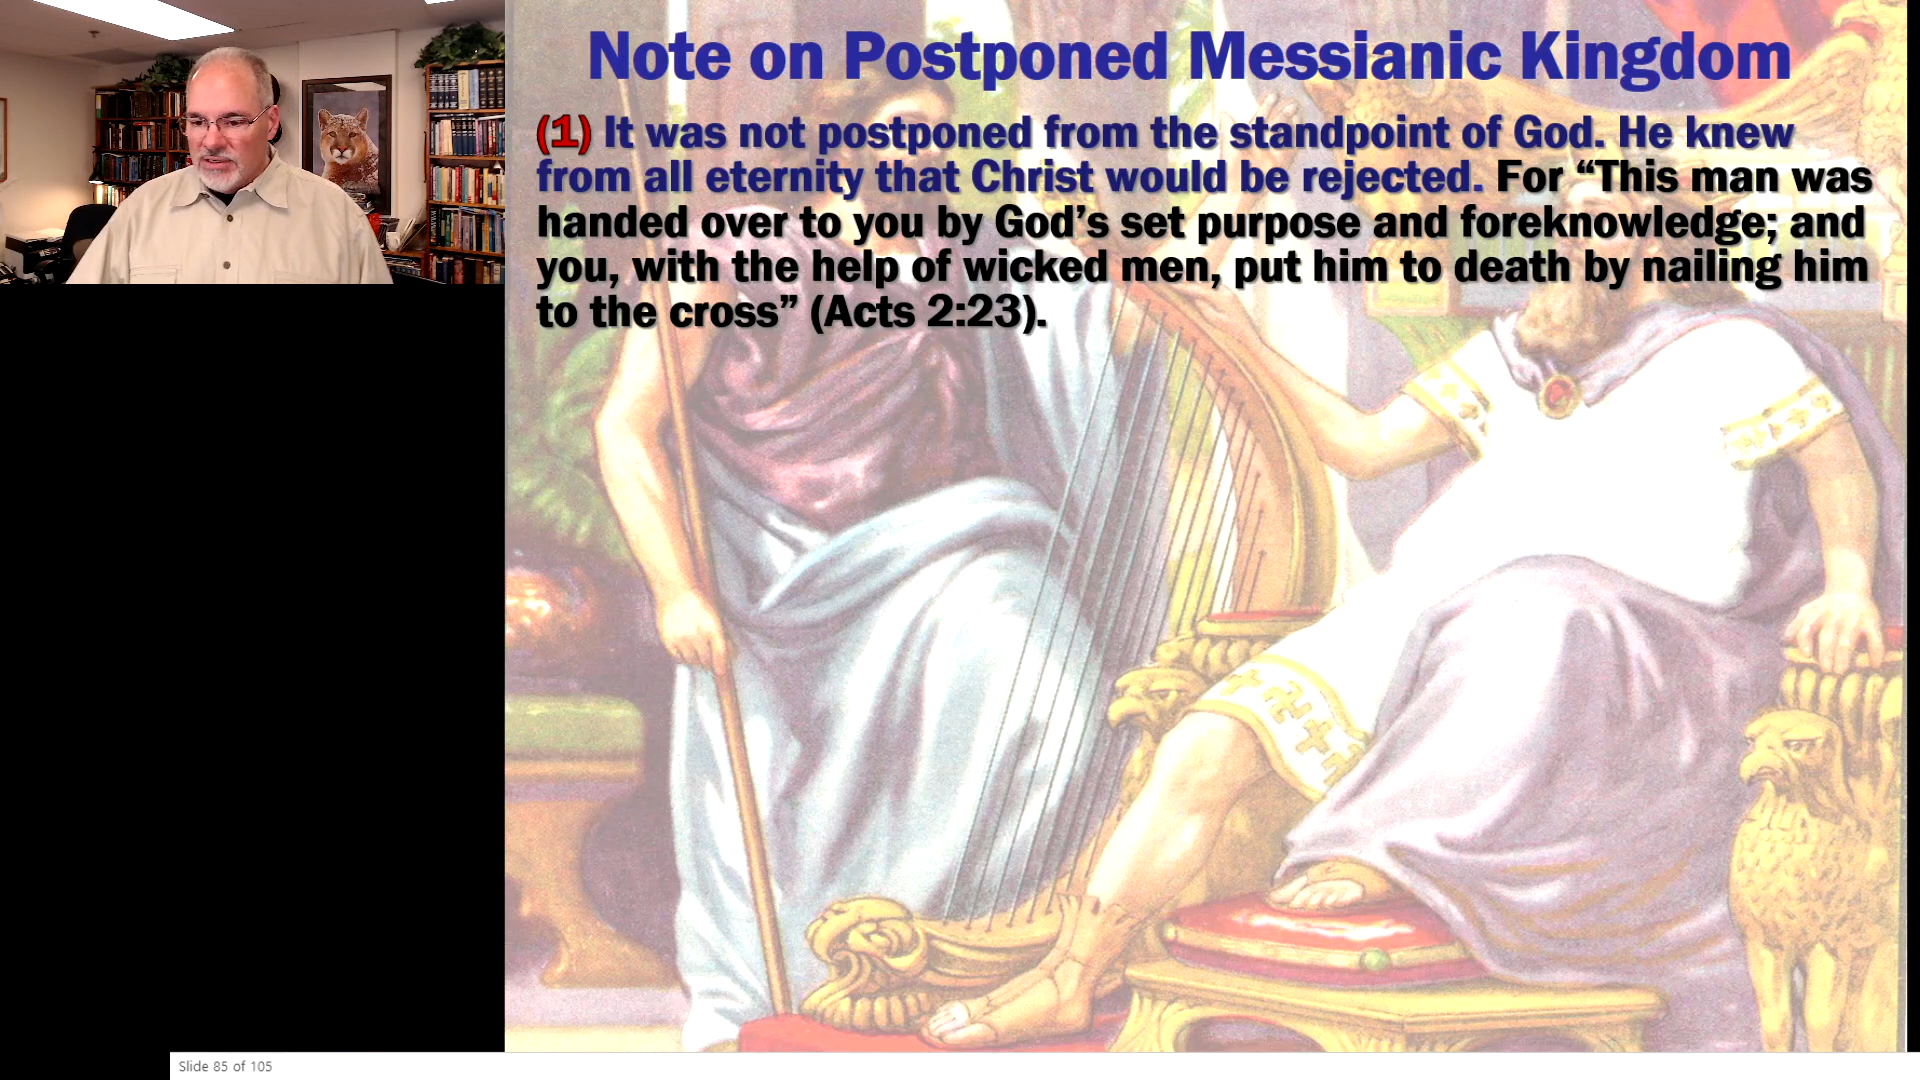 Note on Postponed Messianic Kingdom
(1) It was not postponed from the standpoint of God. He knew
from all eternity that Christ would be rejected. For “This man was
handed over to you by God’s set purpose and foreknowledge; and
you, with the help of wicked men, put him to death by nailing him
to the cross” (Acts 2:23).
Slide 85 of 105